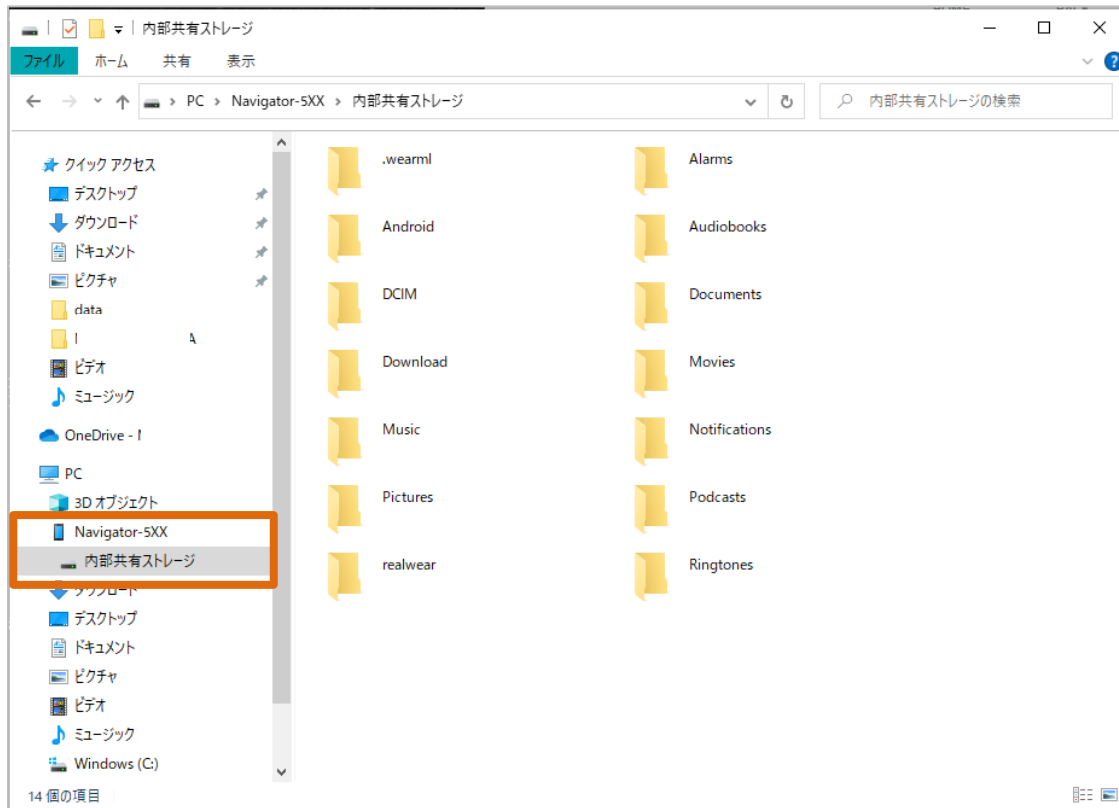 内部共有ストレージ
ファイル ホーム 共有 表示
PC › Navigator-5XX › 内部共有ストレージ
内部共有ストレージの検索
クイック アクセス
デスクトップ
ダウンロード
ドキュメント
ピクチャ
data
A
ビデオ
ミュージック
OneDrive -
PC
3D オブジェクト
Navigator-5XX
内部共有ストレージ
ダウンロード
デスクトップ
ドキュメント
ピクチャ
ビデオ
ミュージック
Windows (C:)
.wearml
Alarms
Android
Audiobooks
DCIM
Documents
Download
Movies
Music
Notifications
Pictures
Podcasts
realwear
Ringtones
14 個の項目